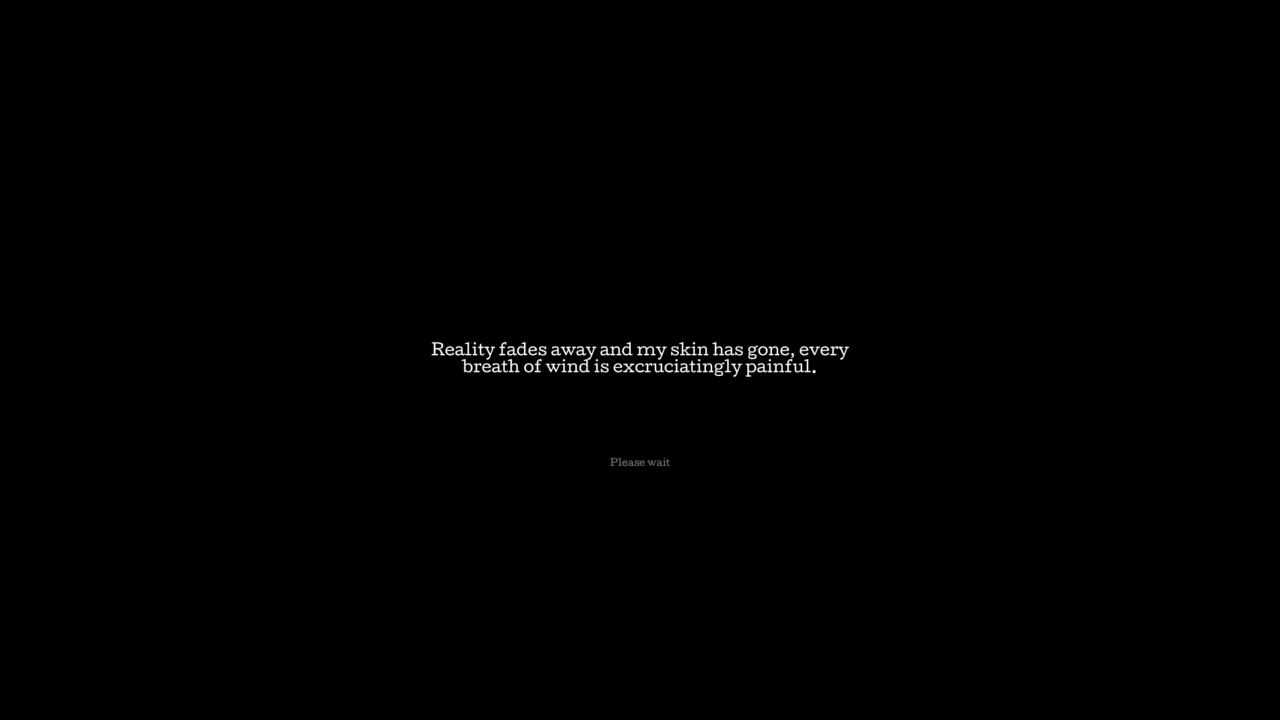 Reality fades away and my skin has gone, every
breath of wind is excruciatingly painful.
Please wait